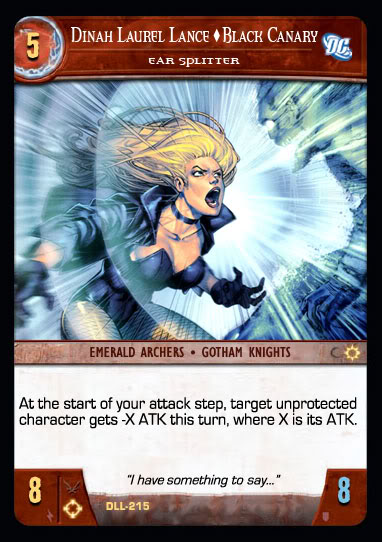 5
DINAH LAUREL LANCE ♦ BLACK CANARY
DC
EAR SPLITTER
EMERALD ARCHERS • GOTHAM KNIGHTS
At the start of your attack step, target unprotected
character gets -X ATK this turn, where X is its ATK.
"I have something to say..."
8
8
DLL-215